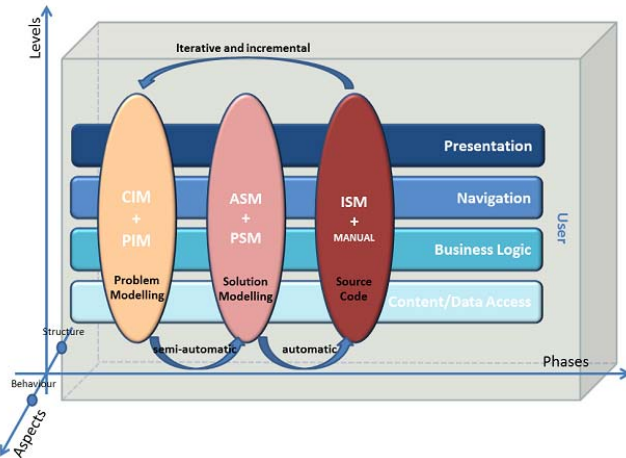 Levels
Iterative and incremental
Presentation
CIM
+
PIM
ASM
+
PSM
ISM
+
MANUAL
Navigation
User
Business Logic
Problem
Modelling
Solution
Modelling
Source
Code
Content/Data Access
Structure
semi-automatic
automatic
Phases
Behaviour
Aspects